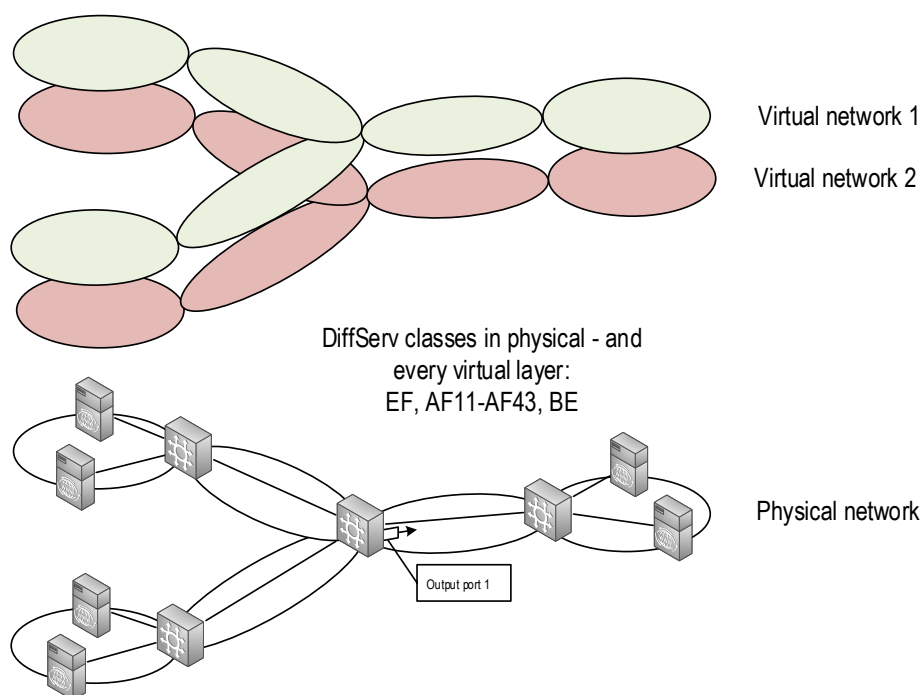 Virtual network 1
Virtual network 2
DiffServ classes in physical - and
every virtual layer:
EF, AF11-AF43, BE
Physical network
Output port 1